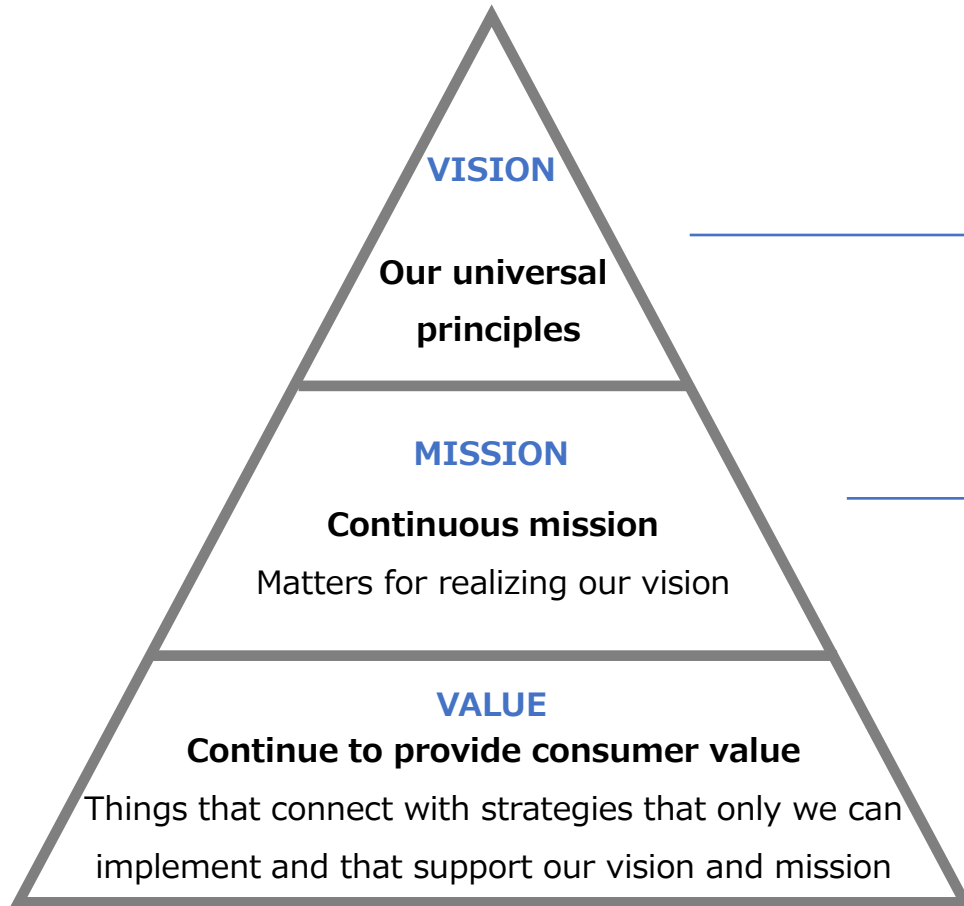 VISION
Our universal
principles
MISSION
Continuous mission
Matters for realizing our vision
VALUE
Continue to provide consumer value
Things that connect with strategies that only we can
implement and that support our vision and mission